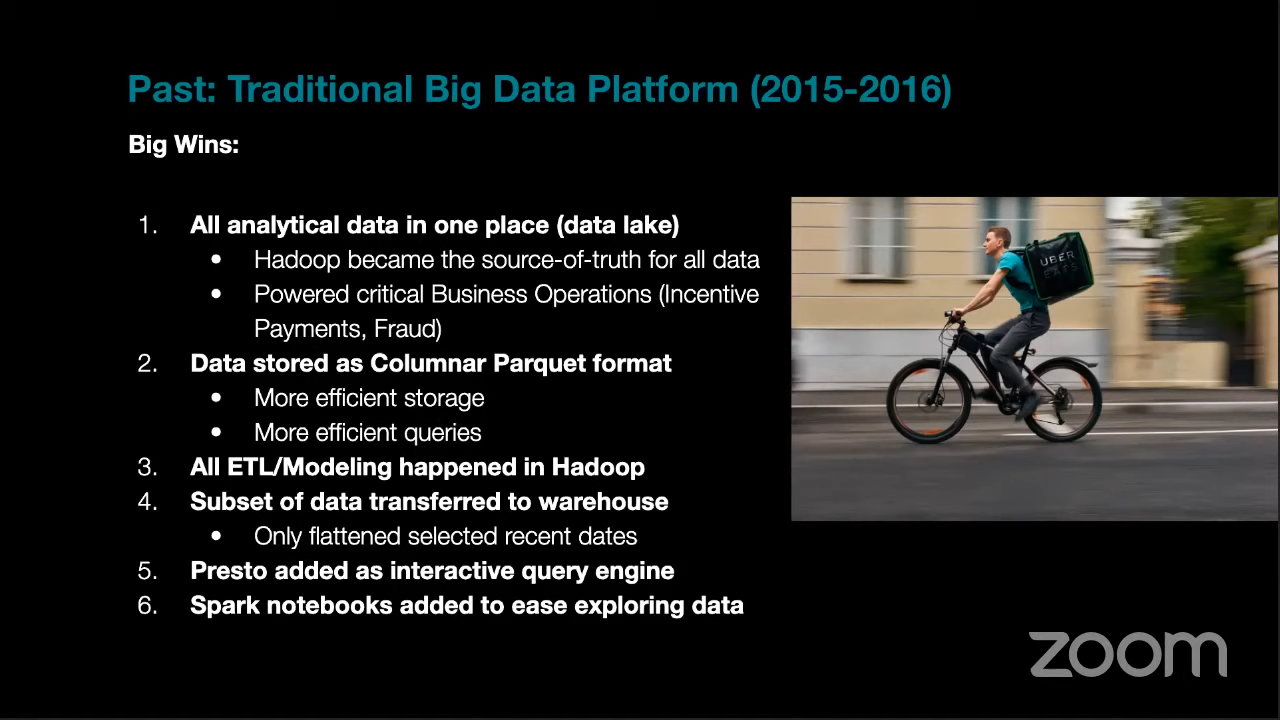 Past: Traditional Big Data Platform (2015-2016)
Big Wins:
1. All analytical data in one place (data lake)
• Hadoop became the source-of-truth for all data
• Powered critical Business Operations (Incentive
Payments, Fraud)
2. Data stored as Columnar Parquet format
• More efficient storage
• More efficient queries
3. All ETL/Modeling happened in Hadoop
4. Subset of data transferred to warehouse
• Only flattened selected recent dates
5. Presto added as interactive query engine
6. Spark notebooks added to ease exploring data
UBER
EATS
zoom